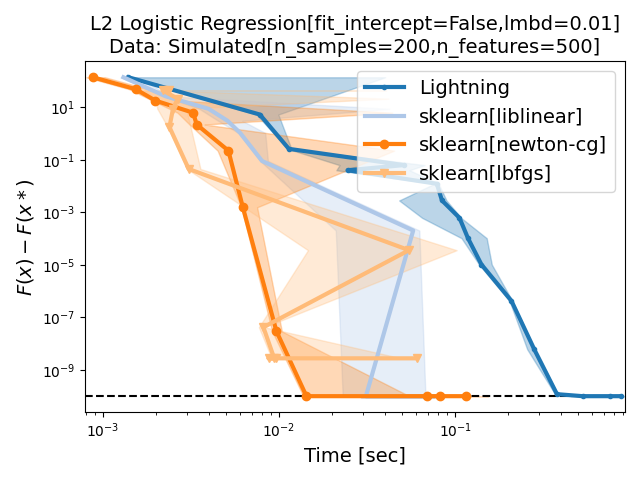 L2 Logistic Regression[fit_intercept=False,lmbd=0.01]
Data: Simulated[n_samples=200,n_features=500]
Lightning
sklearn[liblinear]
sklearn[newton-cg]
sklearn[lbfgs]
F(x) − F(x*)
10¹
10⁻¹
10⁻³
10⁻⁵
10⁻⁷
10⁻⁹
10⁻³ 10⁻² 10⁻¹
Time [sec]